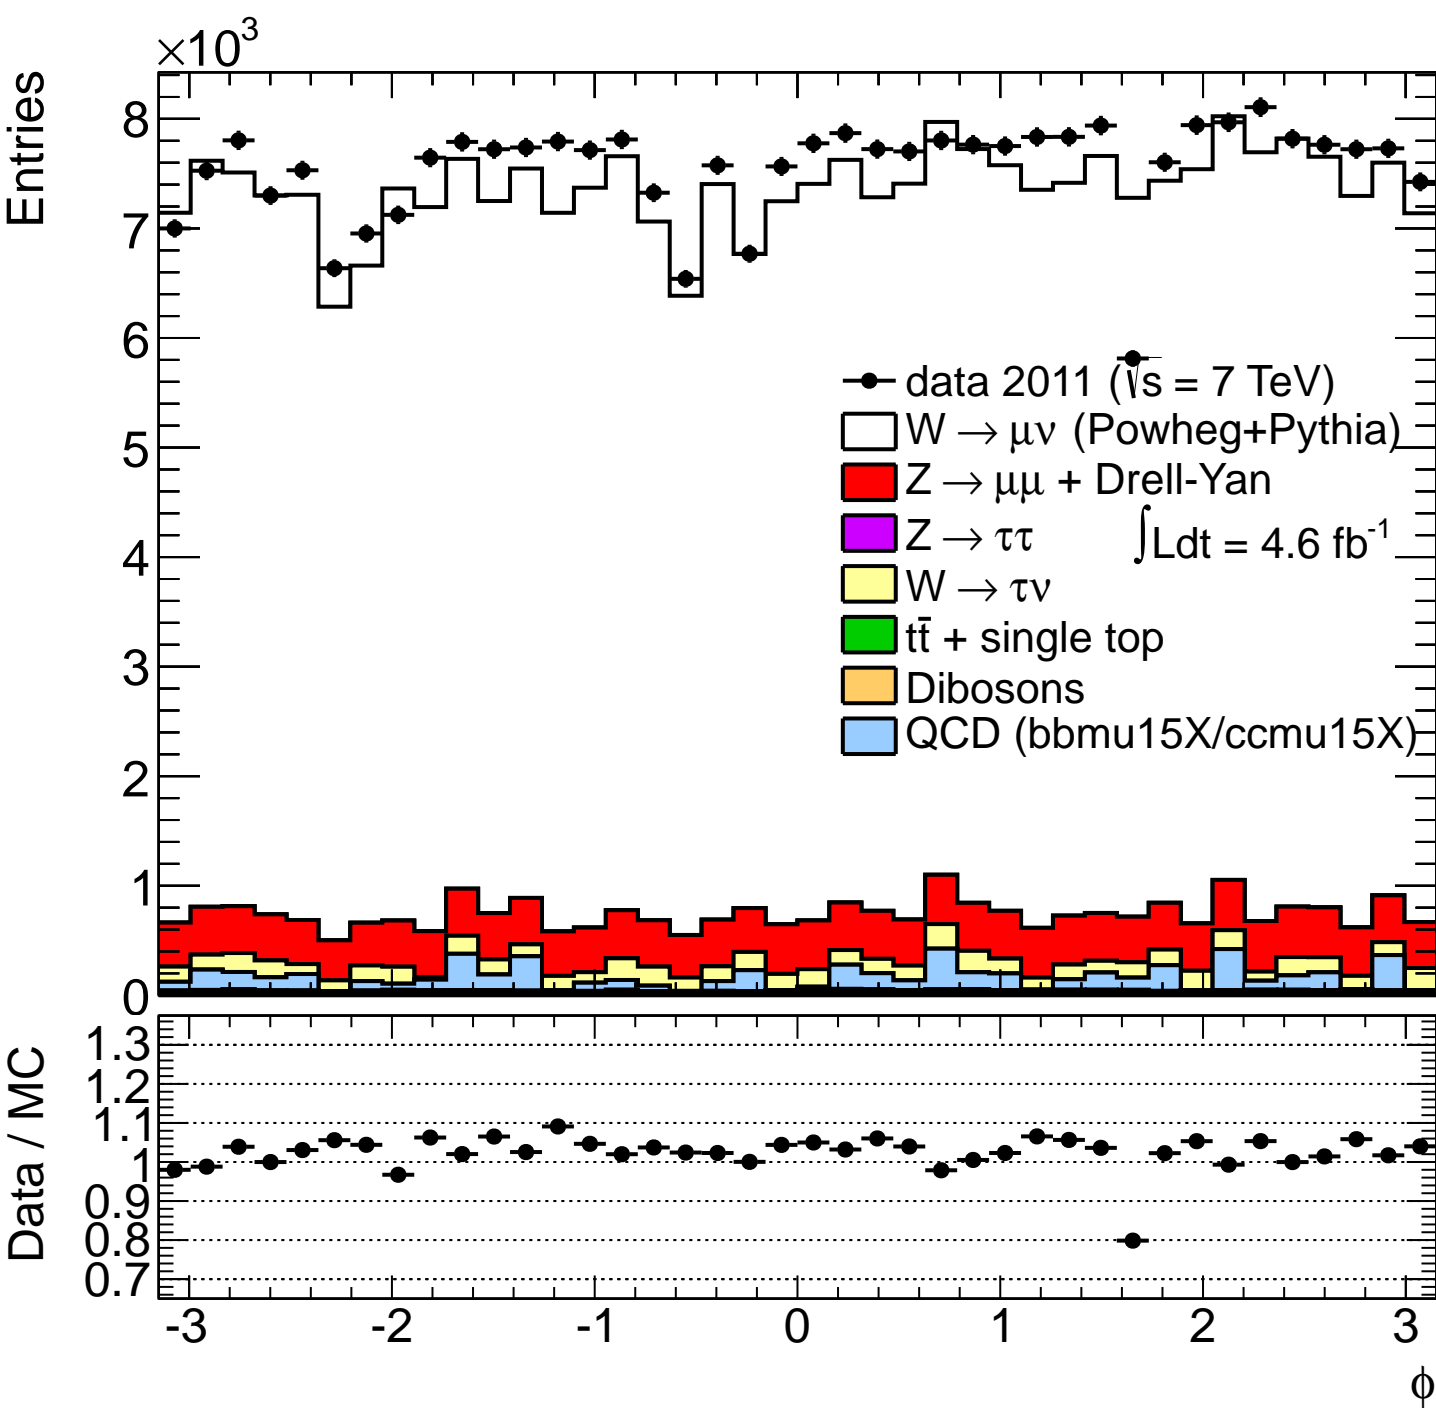 ×10³
Entries
8
7
6
5
4
3
2
1
0
data 2011 (√s = 7 TeV)
W → μν (Powheg+Pythia)
Z → μμ + Drell-Yan
Z → ττ
∫Ldt = 4.6 fb⁻¹
W → τν
tt̄ + single top
Dibosons
QCD (bbmu15X/ccmu15X)
Data / MC
1.3
1.2
1.1
1
0.9
0.8
0.7
-3 -2 -1 0 1 2 3
ϕ